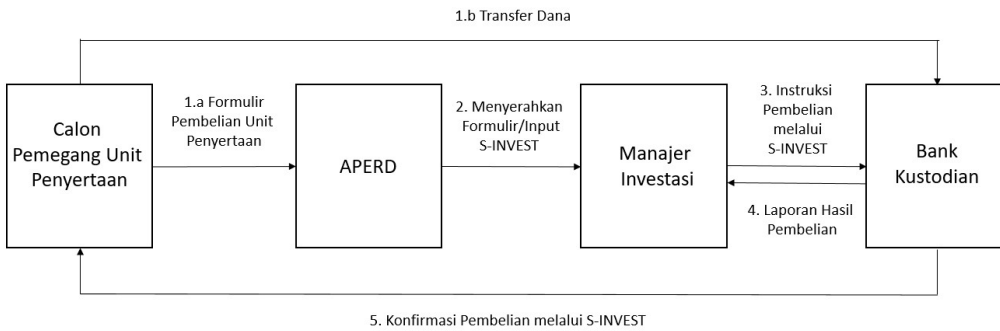 1.b Transfer Dana
Calon
Pemegang Unit
Penyertaan
1.a Formulir
Pembelian Unit
Penyertaan
APERD
2. Menyerahkan
Formulir/Input
S-INVEST
Manajer
Investasi
3. Instruksi
Pembelian
melalui
S-INVEST
4. Laporan Hasil
Pembelian
Bank
Kustodian
5. Konfirmasi Pembelian melalui S-INVEST